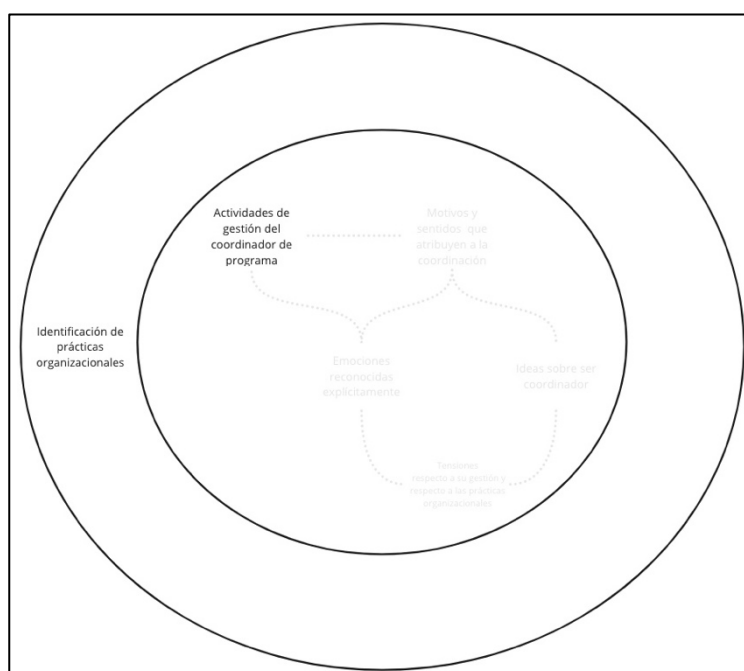 Actividades de
gestión del
coordinador de
programa
Motivos y
sentidos que
atribuyen a la
coordinación
Identificación de
prácticas
organizacionales
Emociones
reconocidas
explícitamente
Ideas sobre ser
coordinador
Tensiones
respecto a su gestión y
respecto a las prácticas
organizacionales